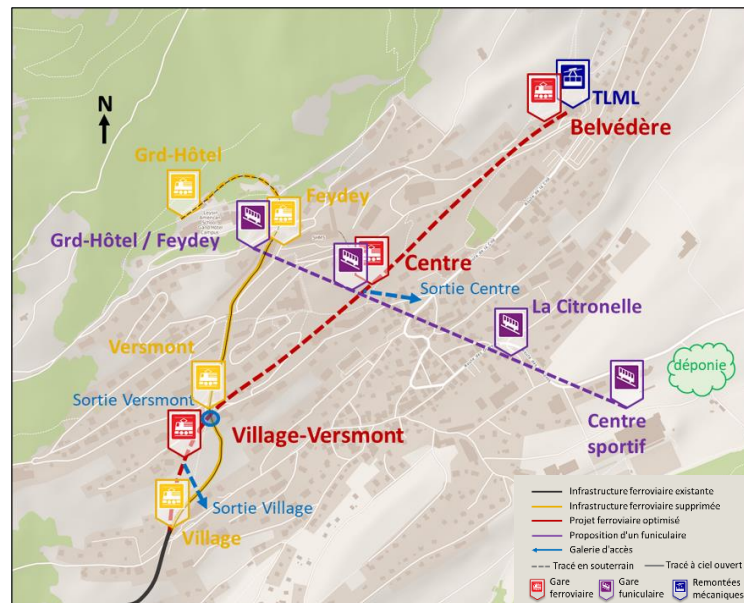 N
TLML
Belvédère
Grd-Hôtel
Feydey
Grd-Hôtel / Feydey
Centre
Sortie Centre
La Citronelle
Versmont
déponie
Sortie Versmont
Village-Versmont
Centre
sportif
Sortie Village
Village
Infrastructure ferroviaire existante
Infrastructure ferroviaire supprimée
Projet ferroviaire optimisé
Proposition d'un funiculaire
Galerie d'accès
Tracé en souterrain
Tracé à ciel ouvert
Gare
ferroviaire
Gare
funiculaire
Remontées
mécaniques